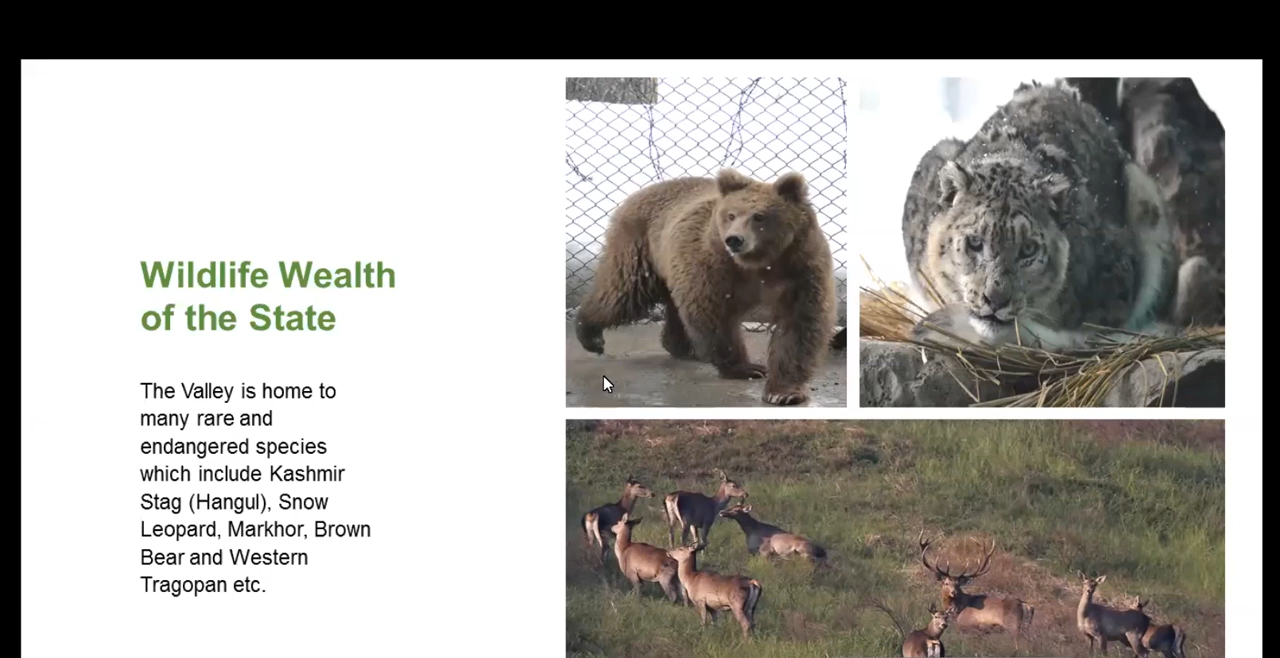 Wildlife Wealth
of the State
The Valley is home to
many rare and
endangered species
which include Kashmir
Stag (Hangul), Snow
Leopard, Markhor, Brown
Bear and Western
Tragopan etc.